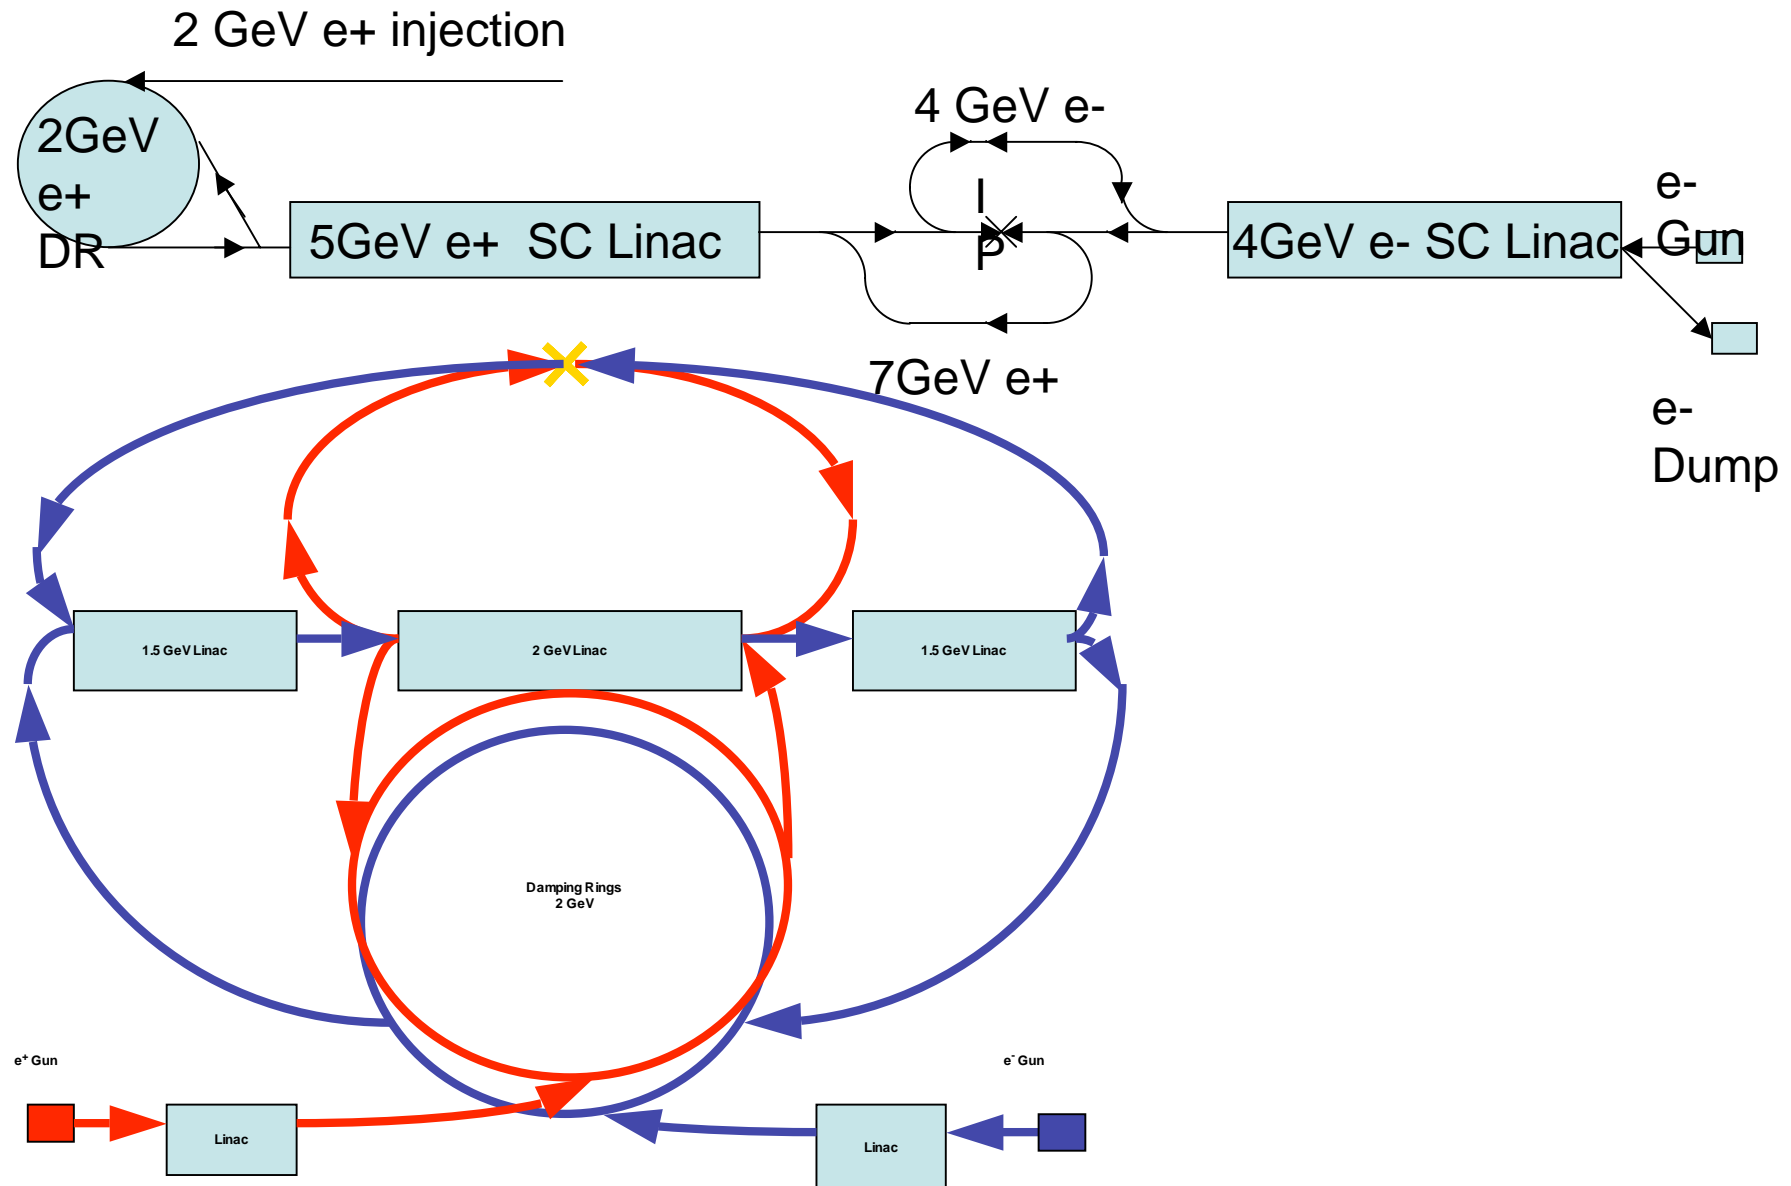 2 GeV e+ injection
2GeV
e+
DR
5GeV e+ SC Linac
4 GeV e-
I
P
7GeV e+
4GeV e- SC Linac
e-
Gun
e-
Dump
1.5 GeV Linac
2 GeV Linac
1.5 GeV Linac
Damping Rings
2 GeV
e+ Gun
e- Gun
Linac
Linac